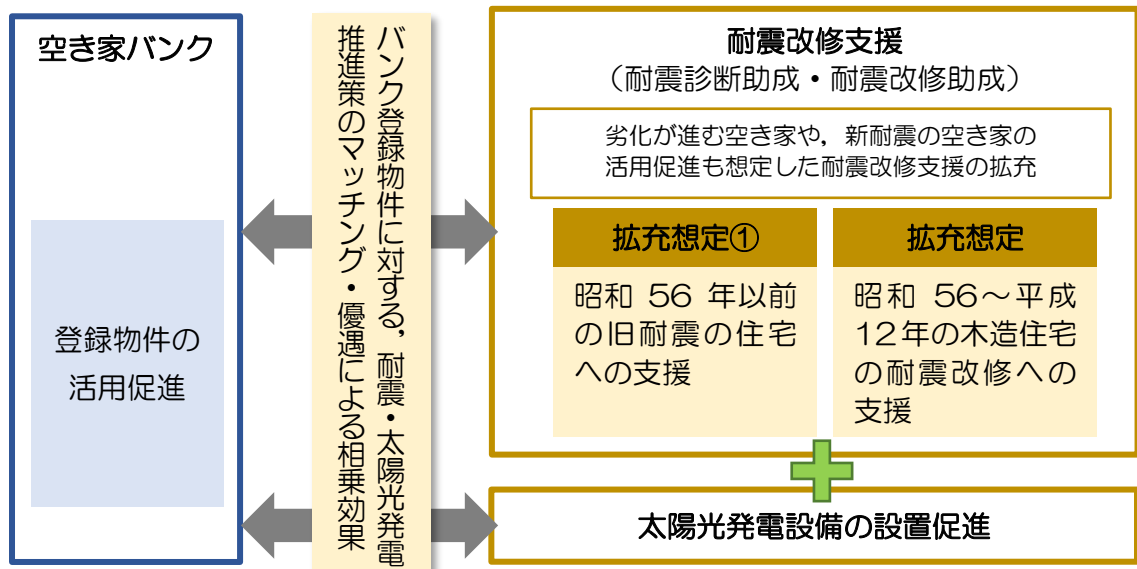 空き家バンク
登録物件の
活用促進
バンク登録物件に対する，耐震・太陽光発電
推進策のマッチング・優遇による相乗効果
耐震改修支援
（耐震診断助成・耐震改修助成）
劣化が進む空き家や，新耐震の空き家の
活用促進も想定した耐震改修支援の拡充
拡充想定①
昭和 56 年以前
の旧耐震の住宅
への支援
拡充想定
昭和 56～平成
12年の木造住宅
の耐震改修への
支援
太陽光発電設備の設置促進